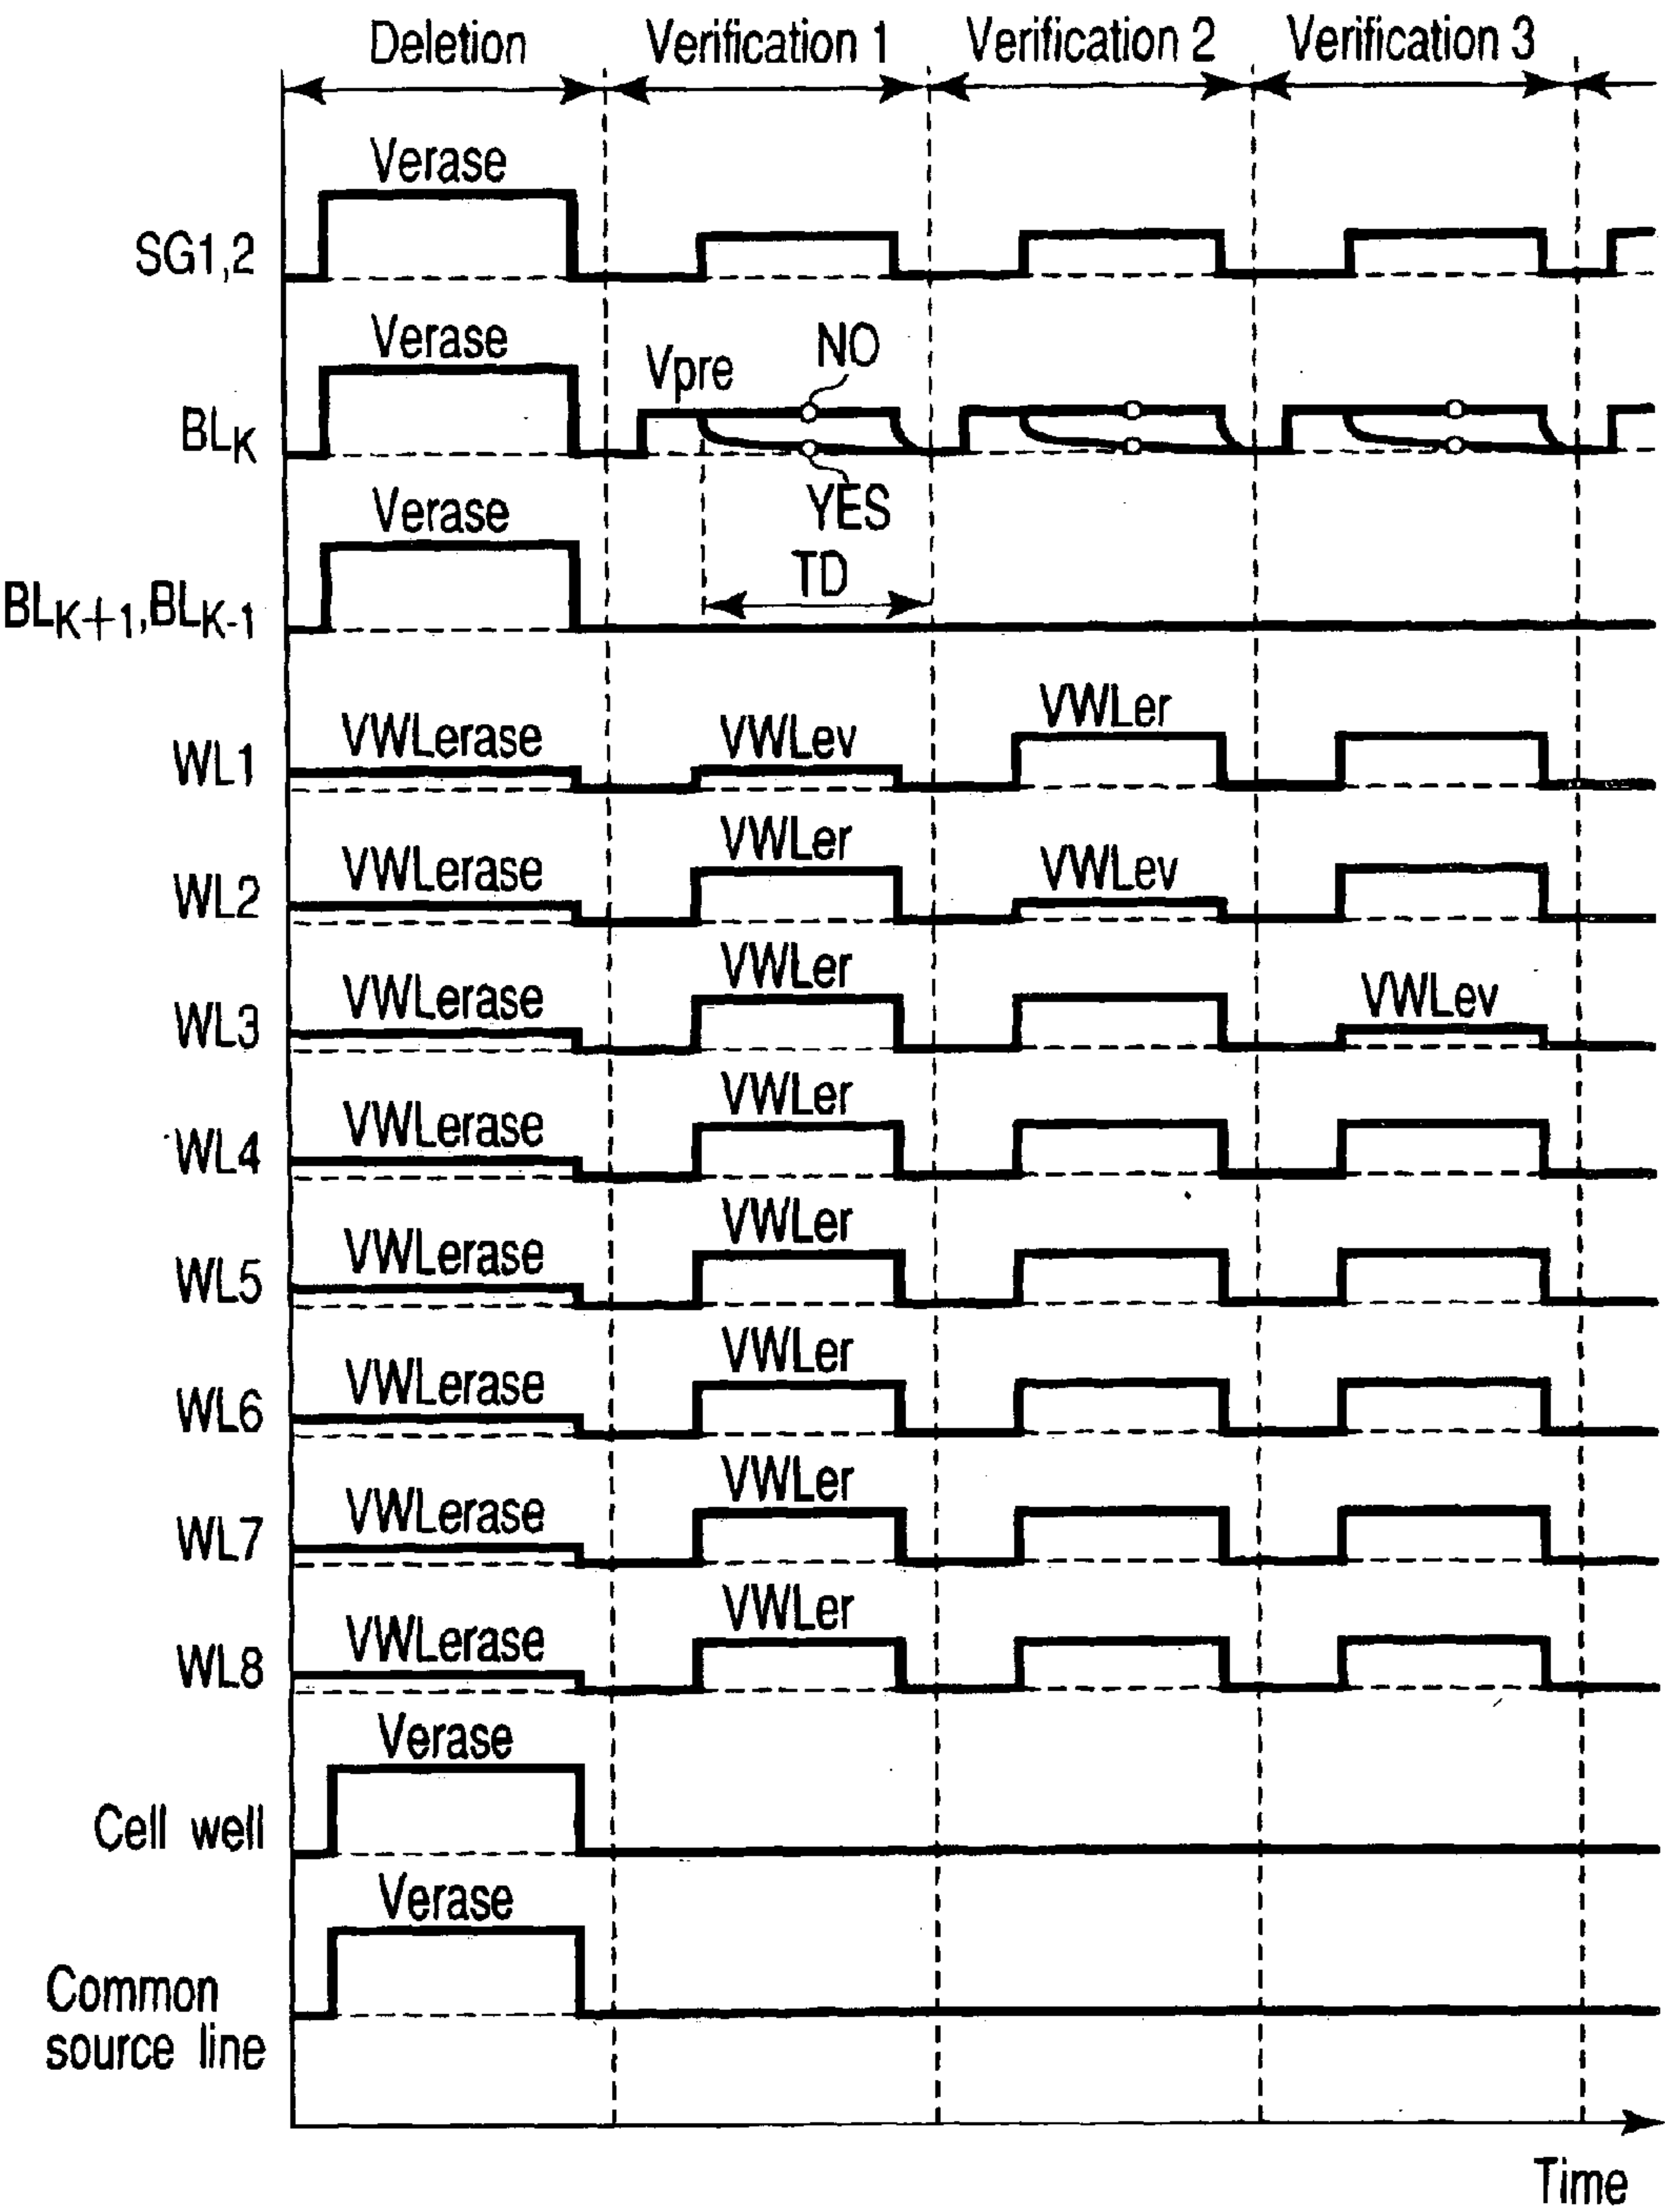 Deletion Verification 1 Verification 2 Verification 3
Verase
SG1,2
Verase
Vpre NO
BLK
YES
Verase
TD
BLK+1,BLK-1
VWLer
VWLerase VWLev
WL1
VWLer
VWLerase VWLev
WL2
VWLer
VWLerase VWLev
WL3
VWLer
VWLerase
WL4
VWLer
VWLerase
WL5
VWLer
VWLerase
WL6
VWLer
VWLerase
WL7
VWLer
VWLerase
WL8
Verase
Cell well
Verase
Common
source line
Time